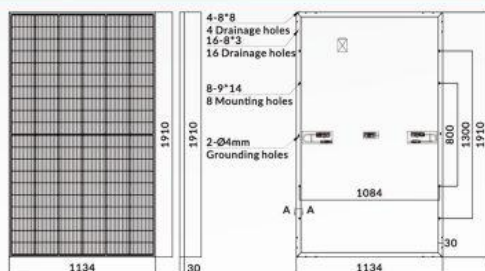 1910
1134
1910
30
4-8*8
4 Drainage holes
16-8*3
16 Drainage holes
8-9*14
8 Mounting holes
2-Ø4mm
Grounding holes
A A
1084
800
1300
1910
30
1134